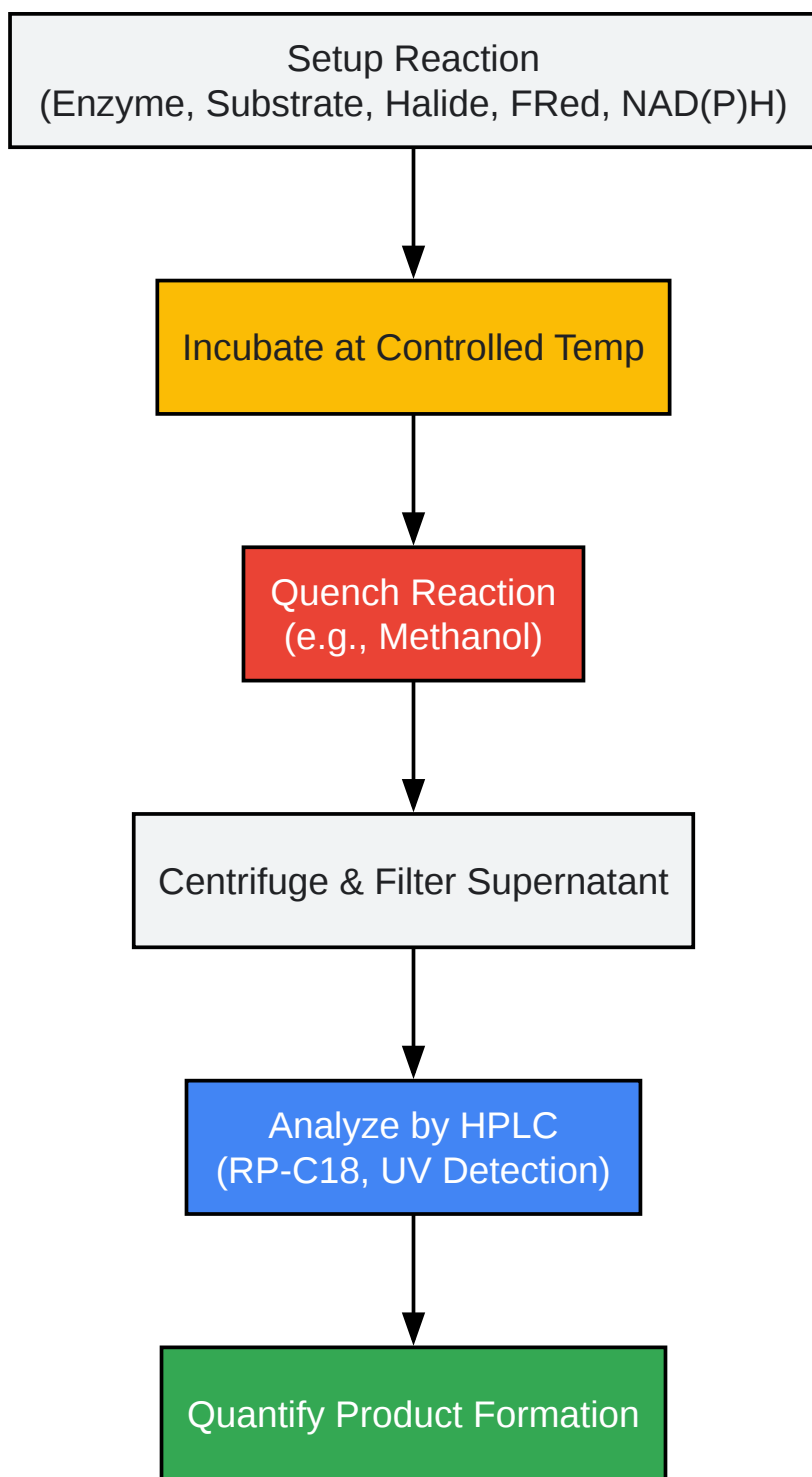 Setup Reaction
(Enzyme, Substrate, Halide, FRed, NAD(P)H)
Incubate at Controlled Temp
Quench Reaction
(e.g., Methanol)
Centrifuge & Filter Supernatant
Analyze by HPLC
(RP-C18, UV Detection)
Quantify Product Formation